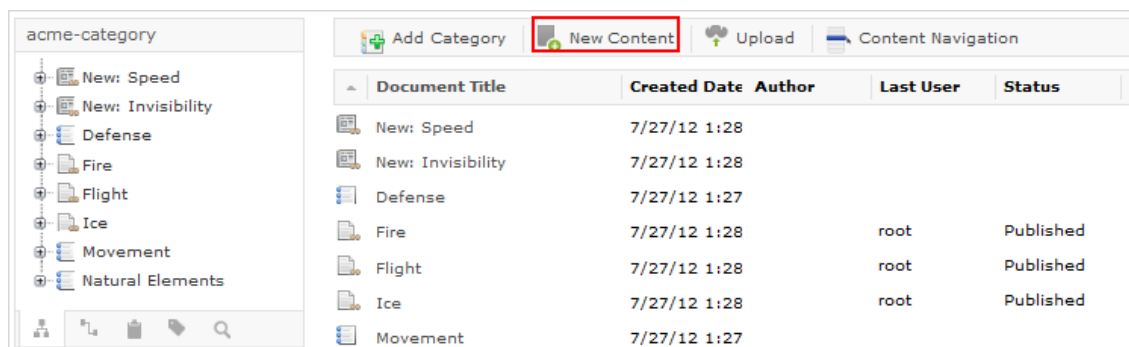 acme-category
New: Speed
New: Invisibility
Defense
Fire
Flight
Ice
Movement
Natural Elements
Add Category New Content Upload Content Navigation
Document Title Created Date Author Last User Status
New: Speed 7/27/12 1:28
New: Invisibility 7/27/12 1:28
Defense 7/27/12 1:27
Fire 7/27/12 1:28 root Published
Flight 7/27/12 1:28 root Published
Ice 7/27/12 1:28 root Published
Movement 7/27/12 1:27